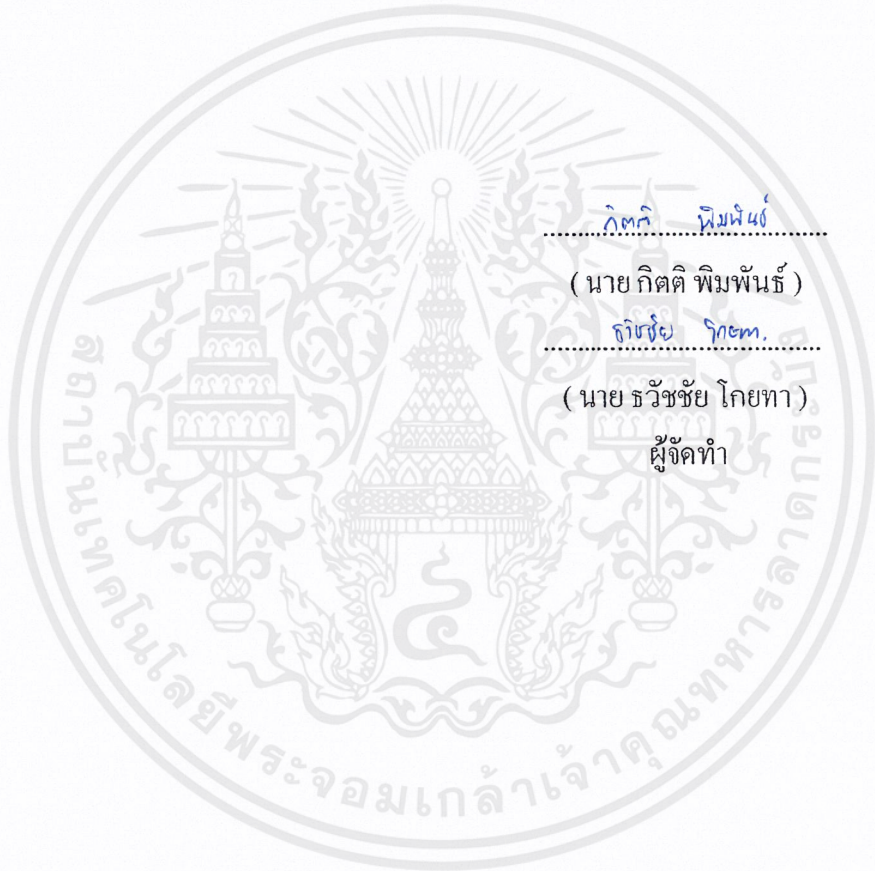 กิตติ พิมพันธ์
( นาย กิตติ พิมพันธ์ )
ธวัชชัย โกยทา.
( นาย ธวัชชัย โกยทา )
ผู้จัดทำ
สถาบันเทคโนโลยีพระจอมเกล้าเจ้าคุณทหารลาดกระบัง
๔